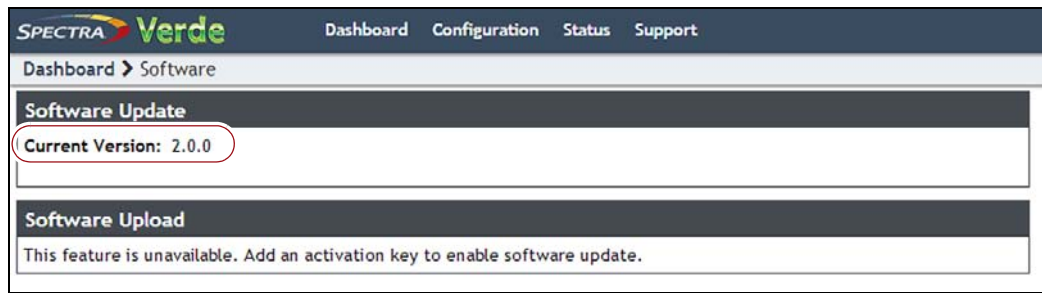 SPECTRA Verde Dashboard Configuration Status Support
Dashboard > Software
Software Update
Current Version: 2.0.0
Software Upload
This feature is unavailable. Add an activation key to enable software update.